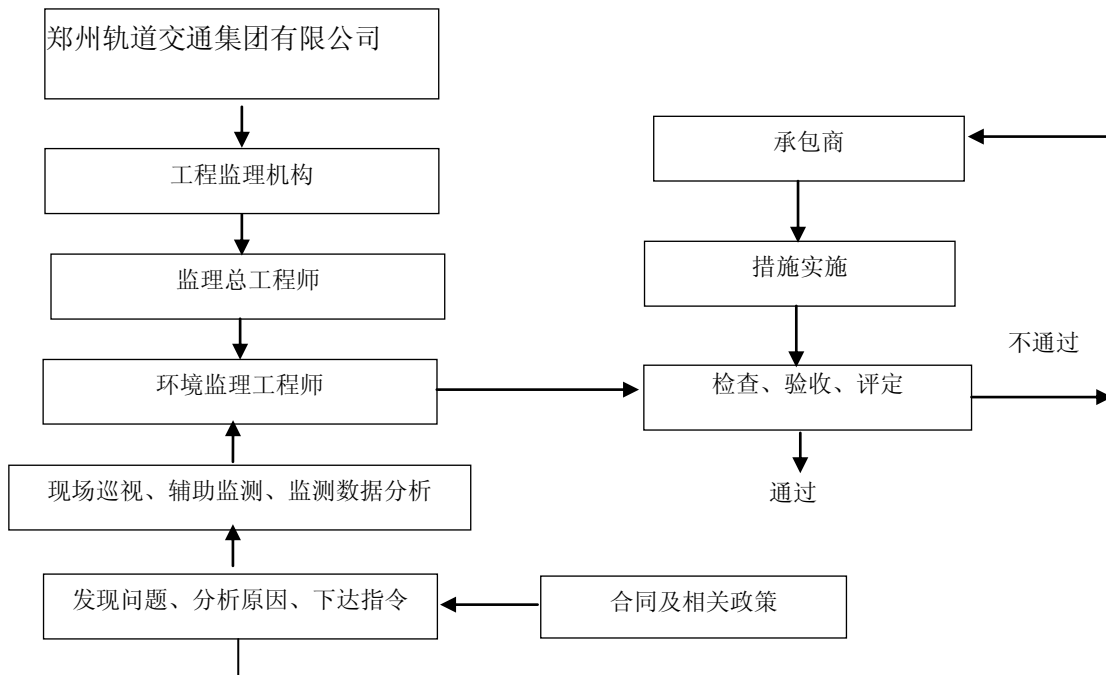 郑州轨道交通集团有限公司
工程监理机构
监理总工程师
环境监理工程师
现场巡视、辅助监测、监测数据分析
发现问题、分析原因、下达指令
合同及相关政策
承包商
措施实施
检查、验收、评定
不通过
通过